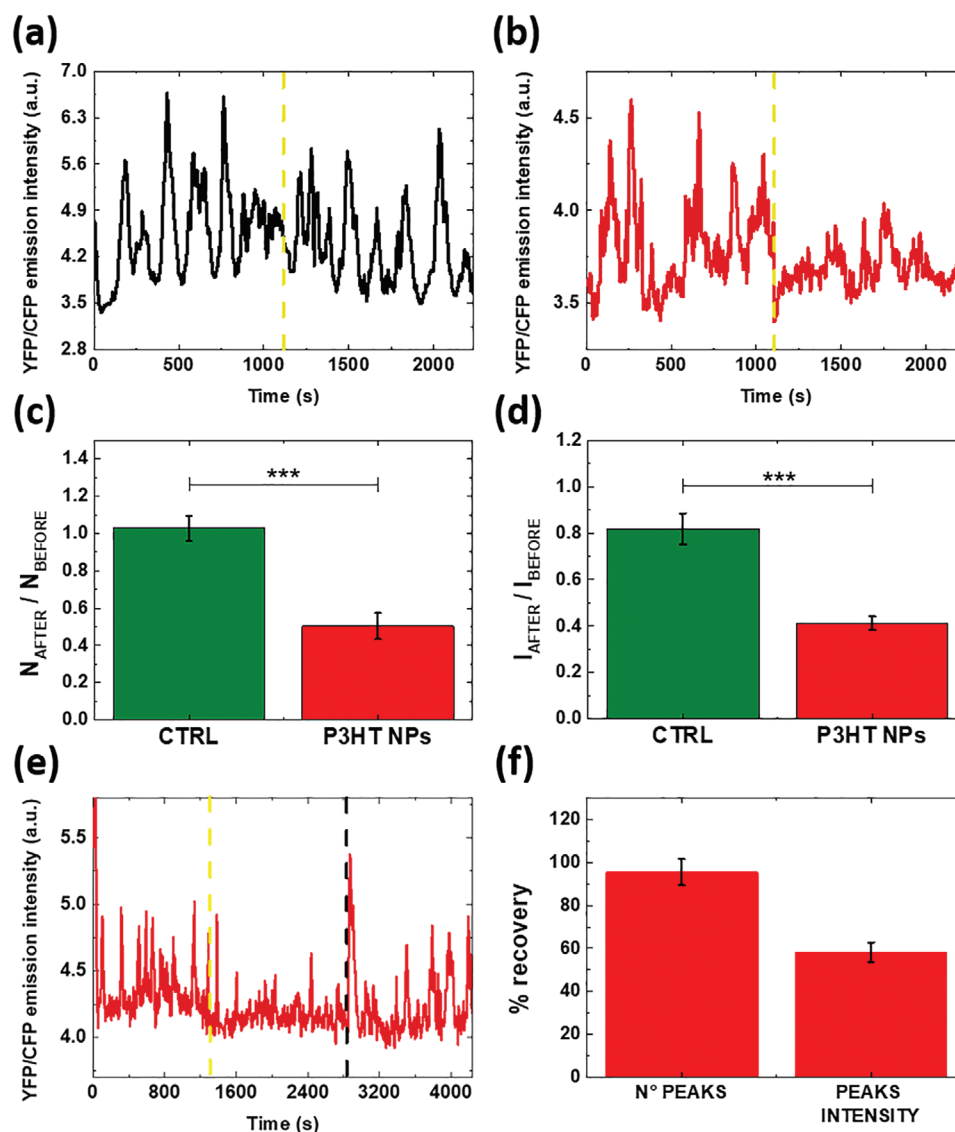 (a)
(b)
YFP/CFP emission intensity (a.u.)
7.0
6.3
5.6
4.9
4.2
3.5
2.8
0 500 1000 1500 2000
Time (s)
YFP/CFP emission intensity (a.u.)
4.5
4.0
3.5
0 500 1000 1500 2000
Time (s)
(c)
(d)
N_AFTER / N_BEFORE
1.4
1.2
1.0
0.8
0.6
0.4
0.2
0.0
***
CTRL P3HT NPs
I_AFTER / I_BEFORE
1.2
1.0
0.8
0.6
0.4
0.2
0.0
***
CTRL P3HT NPs
(e)
(f)
YFP/CFP emission intensity (a.u.)
5.5
5.0
4.5
4.0
0 800 1600 2400 3200 4000
Time (s)
% recovery
120
100
80
60
40
20
0
N° PEAKS PEAKS
INTENSITY